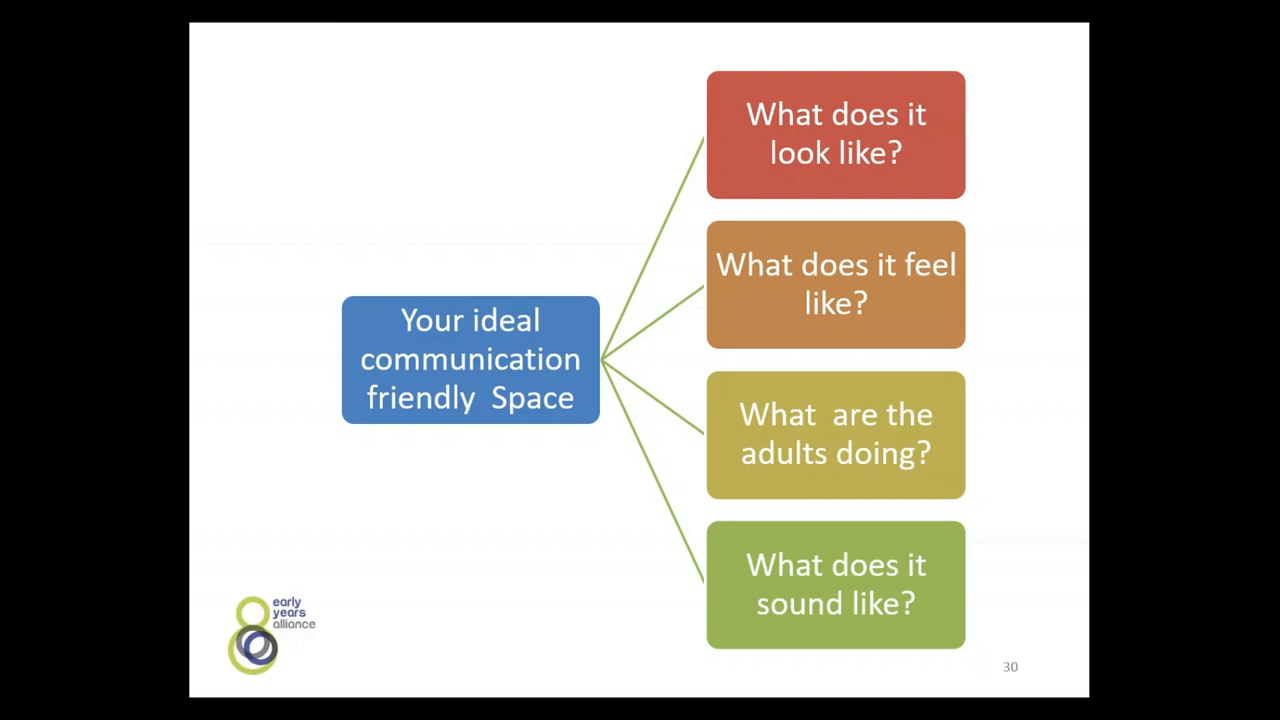 Your ideal
communication
friendly  Space
What does it
look like?
What does it feel
like?
What  are the
adults doing?
What does it
sound like?
early
years
alliance
30